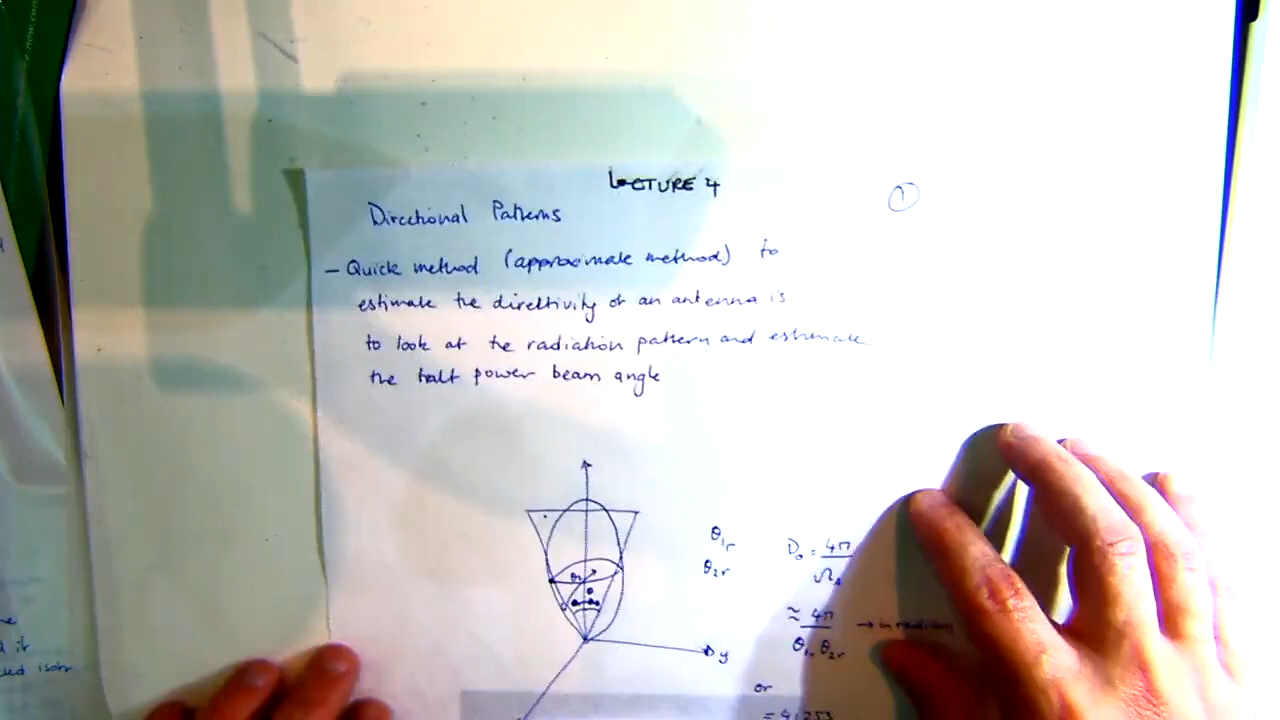 LECTURE 4
1
Directional Patterns
- Quick method (approximate method) to
estimate the directivity of an antenna is
to look at the radiation pattern and estimate
the half power beam angle
θ1r
θ2r
D₀ = 4π
ΩA
≈ 4π → in radians
θ1r θ2r
y
or